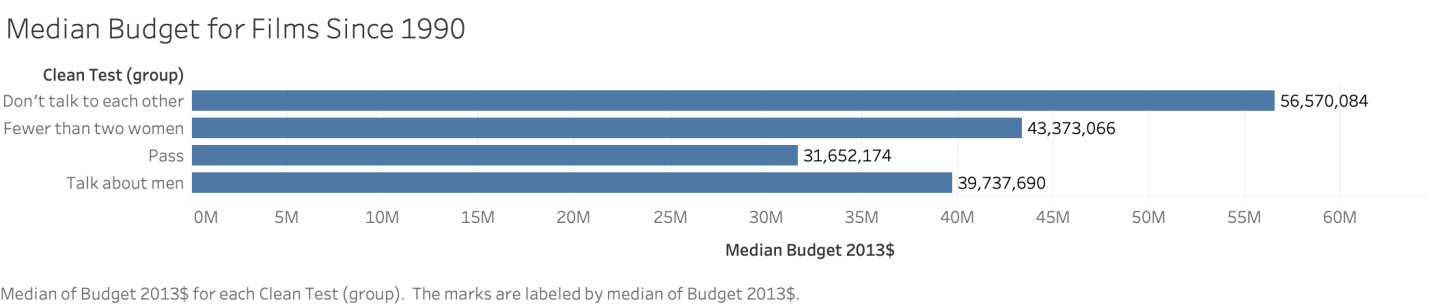 Median Budget for Films Since 1990
Clean Test (group)
Don't talk to each other 56,570,084
Fewer than two women 43,373,066
Pass 31,652,174
Talk about men 39,737,690
0M 5M 10M 15M 20M 25M 30M 35M 40M 45M 50M 55M 60M
Median Budget 2013$
Median of Budget 2013$ for each Clean Test (group).  The marks are labeled by median of Budget 2013$.